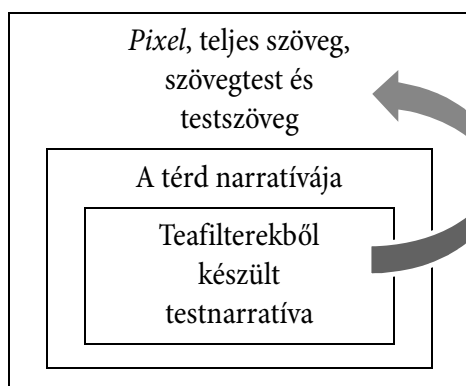 Pixel, teljes szöveg,
szövegtest és
testszöveg
A térd narratívája
Teafilterekből
készült
testnarratíva